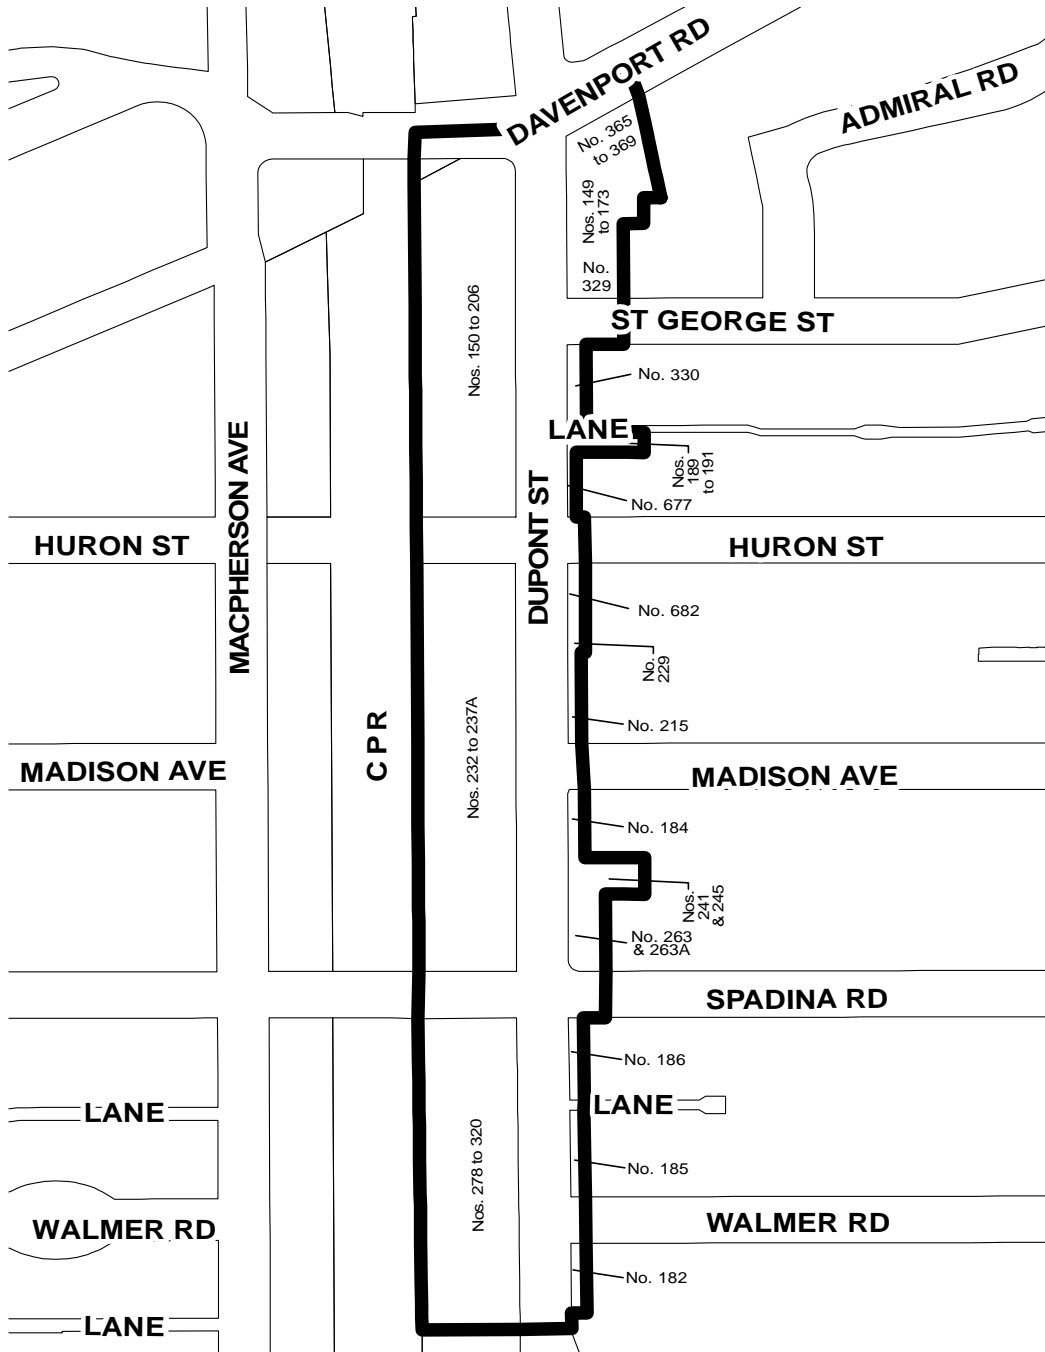 DAVENPORT RD
ADMIRAL RD
No. 365
to 369
Nos. 149
to 173
No.
329
Nos. 150 to 206
ST GEORGE ST
No. 330
LANE
Nos.
189
to 191
No. 677
MACPHERSON AVE
DUPONT ST
HURON ST
HURON ST
No. 682
No.
229
No. 215
CPR
Nos. 232 to 237A
MADISON AVE
MADISON AVE
No. 184
Nos.
241
& 245
No. 263
& 263A
SPADINA RD
No. 186
LANE
LANE
Nos. 278 to 320
No. 185
WALMER RD
WALMER RD
No. 182
LANE